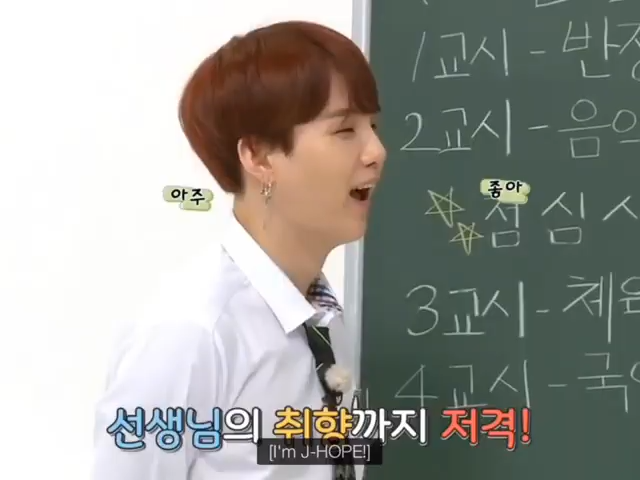 1교시 - 반장
2교시 - 음악
아주
좋아
점심시
3교시 - 체육
4교시 - 국어
선생님의 취향까지 저격!
[I'm J-HOPE!]